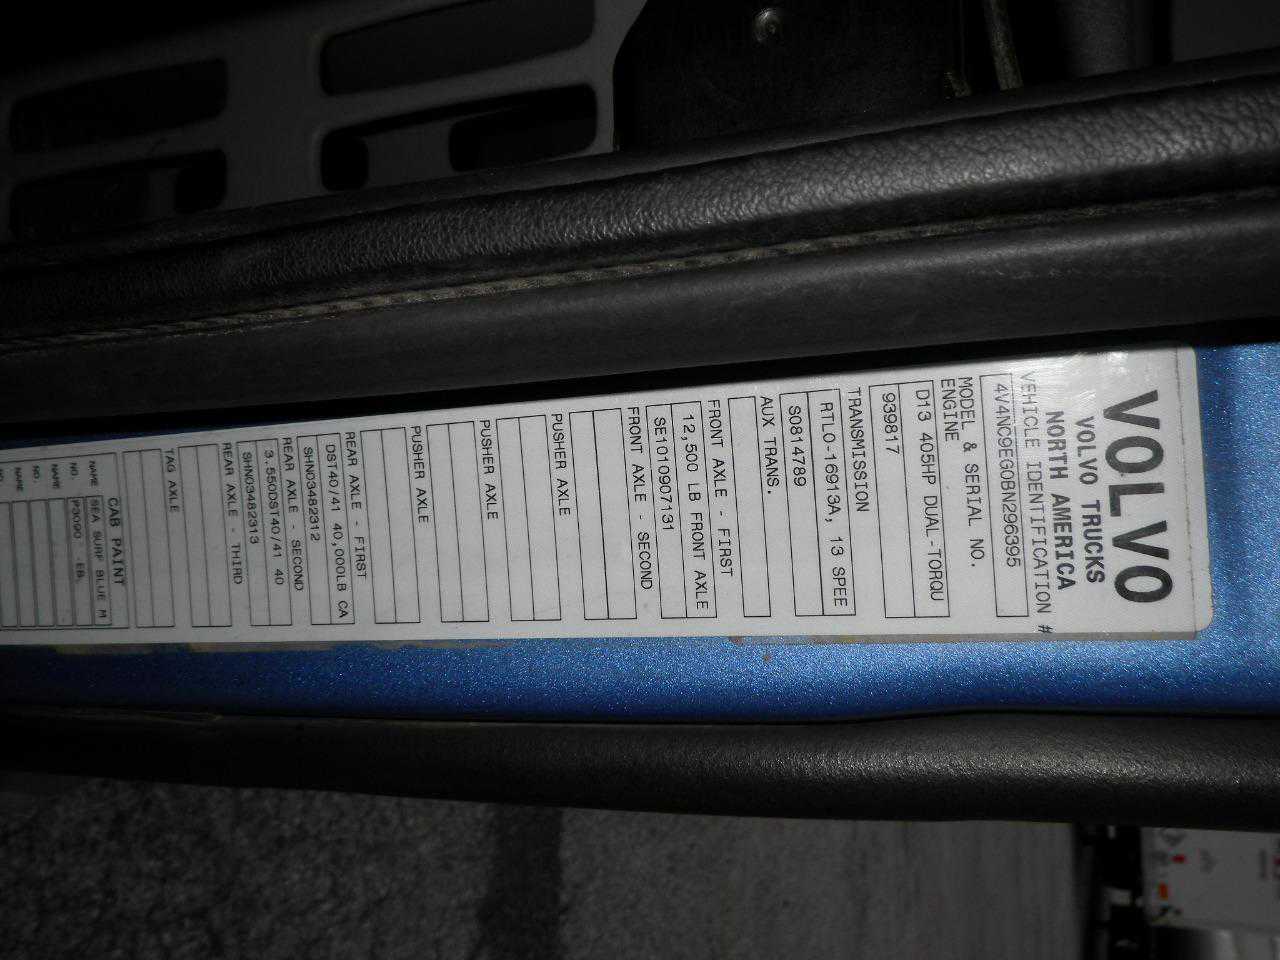 VOLVO
VOLVO TRUCKS
NORTH AMERICA
VEHICLE IDENTIFICATION #
4V4NC9EG0BN296395
MODEL & SERIAL NO.
ENGINE
D13 405HP DUAL-TORQU
939817
TRANSMISSION
RTLO-16913A, 13 SPEE
S0814789
AUX TRANS.
FRONT AXLE - FIRST
12,500 LB FRONT AXLE
SE1010907131
FRONT AXLE - SECOND
PUSHER AXLE
PUSHER AXLE
PUSHER AXLE
REAR AXLE - FIRST
DST40/41 40,000LB CA
SHN03482312
REAR AXLE - SECOND
3.55ODST40/41 40
SHN03482313
REAR AXLE - THIRD
TAG AXLE
CAB PAINT
NAME SEA SURF BLUE M
NO. P3090 EB.
NAME
NO.
NAME
NO.